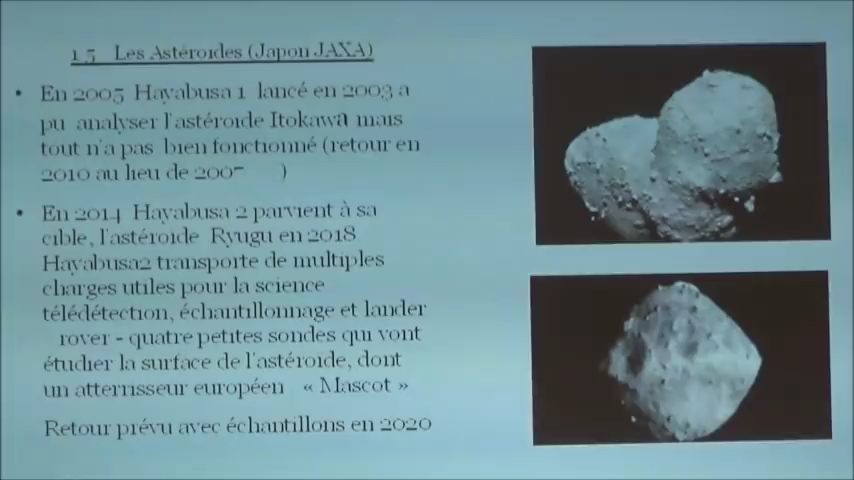 1.5 Les Astéroïdes (Japon JAXA)
• En 2005 Hayabusa 1 lancé en 2003 a
pu analyser l'astéroïde Itokawa mais
tout n'a pas bien fonctionné (retour en
2010 au lieu de 2007 )
• En 2014 Hayabusa 2 parvient à sa
cible, l'astéroïde Ryugu en 2018
Hayabusa2 transporte de multiples
charges utiles pour la science
télédétection, échantillonnage et lander
rover - quatre petites sondes qui vont
étudier la surface de l'astéroïde, dont
un atterrisseur européen « Mascot »
Retour prévu avec échantillons en 2020